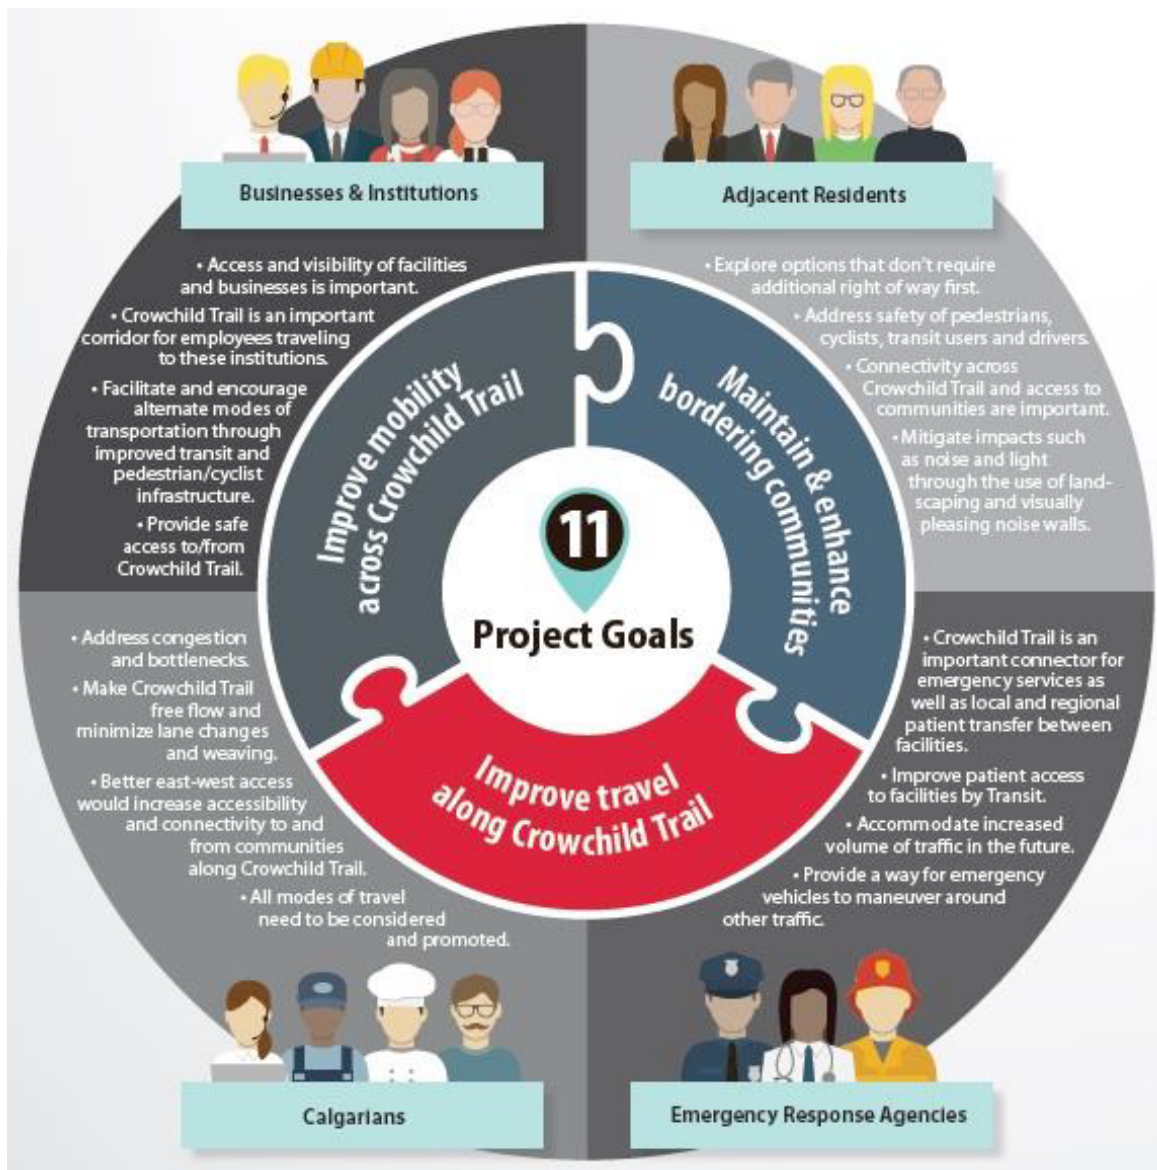 Businesses & Institutions
• Access and visibility of facilities
and businesses is important.
• Crowchild Trail is an important
corridor for employees traveling
to these institutions.
• Facilitate and encourage
alternate modes of
transportation through
improved transit and
pedestrian/cyclist
infrastructure.
• Provide safe
access to/from
Crowchild Trail.
Adjacent Residents
• Explore options that don't require
additional right of way first.
• Address safety of pedestrians,
cyclists, transit users and drivers.
• Connectivity across
Crowchild Trail and access to
communities are important.
• Mitigate impacts such
as noise and light
through the use of land-
scaping and visually
pleasing noise walls.
Improve mobility
across Crowchild Trail
Maintain & enhance
bordering communities
11
Project Goals
Improve travel
along Crowchild Trail
• Address congestion
and bottlenecks.
• Make Crowchild Trail
free flow and
minimize lane changes
and weaving.
• Better east-west access
would increase accessibility
and connectivity to and
from communities
along Crowchild Trail.
• All modes of travel
need to be considered
and promoted.
Calgarians
• Crowchild Trail is an
important connector for
emergency services as
well as local and regional
patient transfer between
facilities.
• Improve patient access
to facilities by Transit.
• Accommodate increased
volume of traffic in the future.
• Provide a way for emergency
vehicles to maneuver around
other traffic.
Emergency Response Agencies